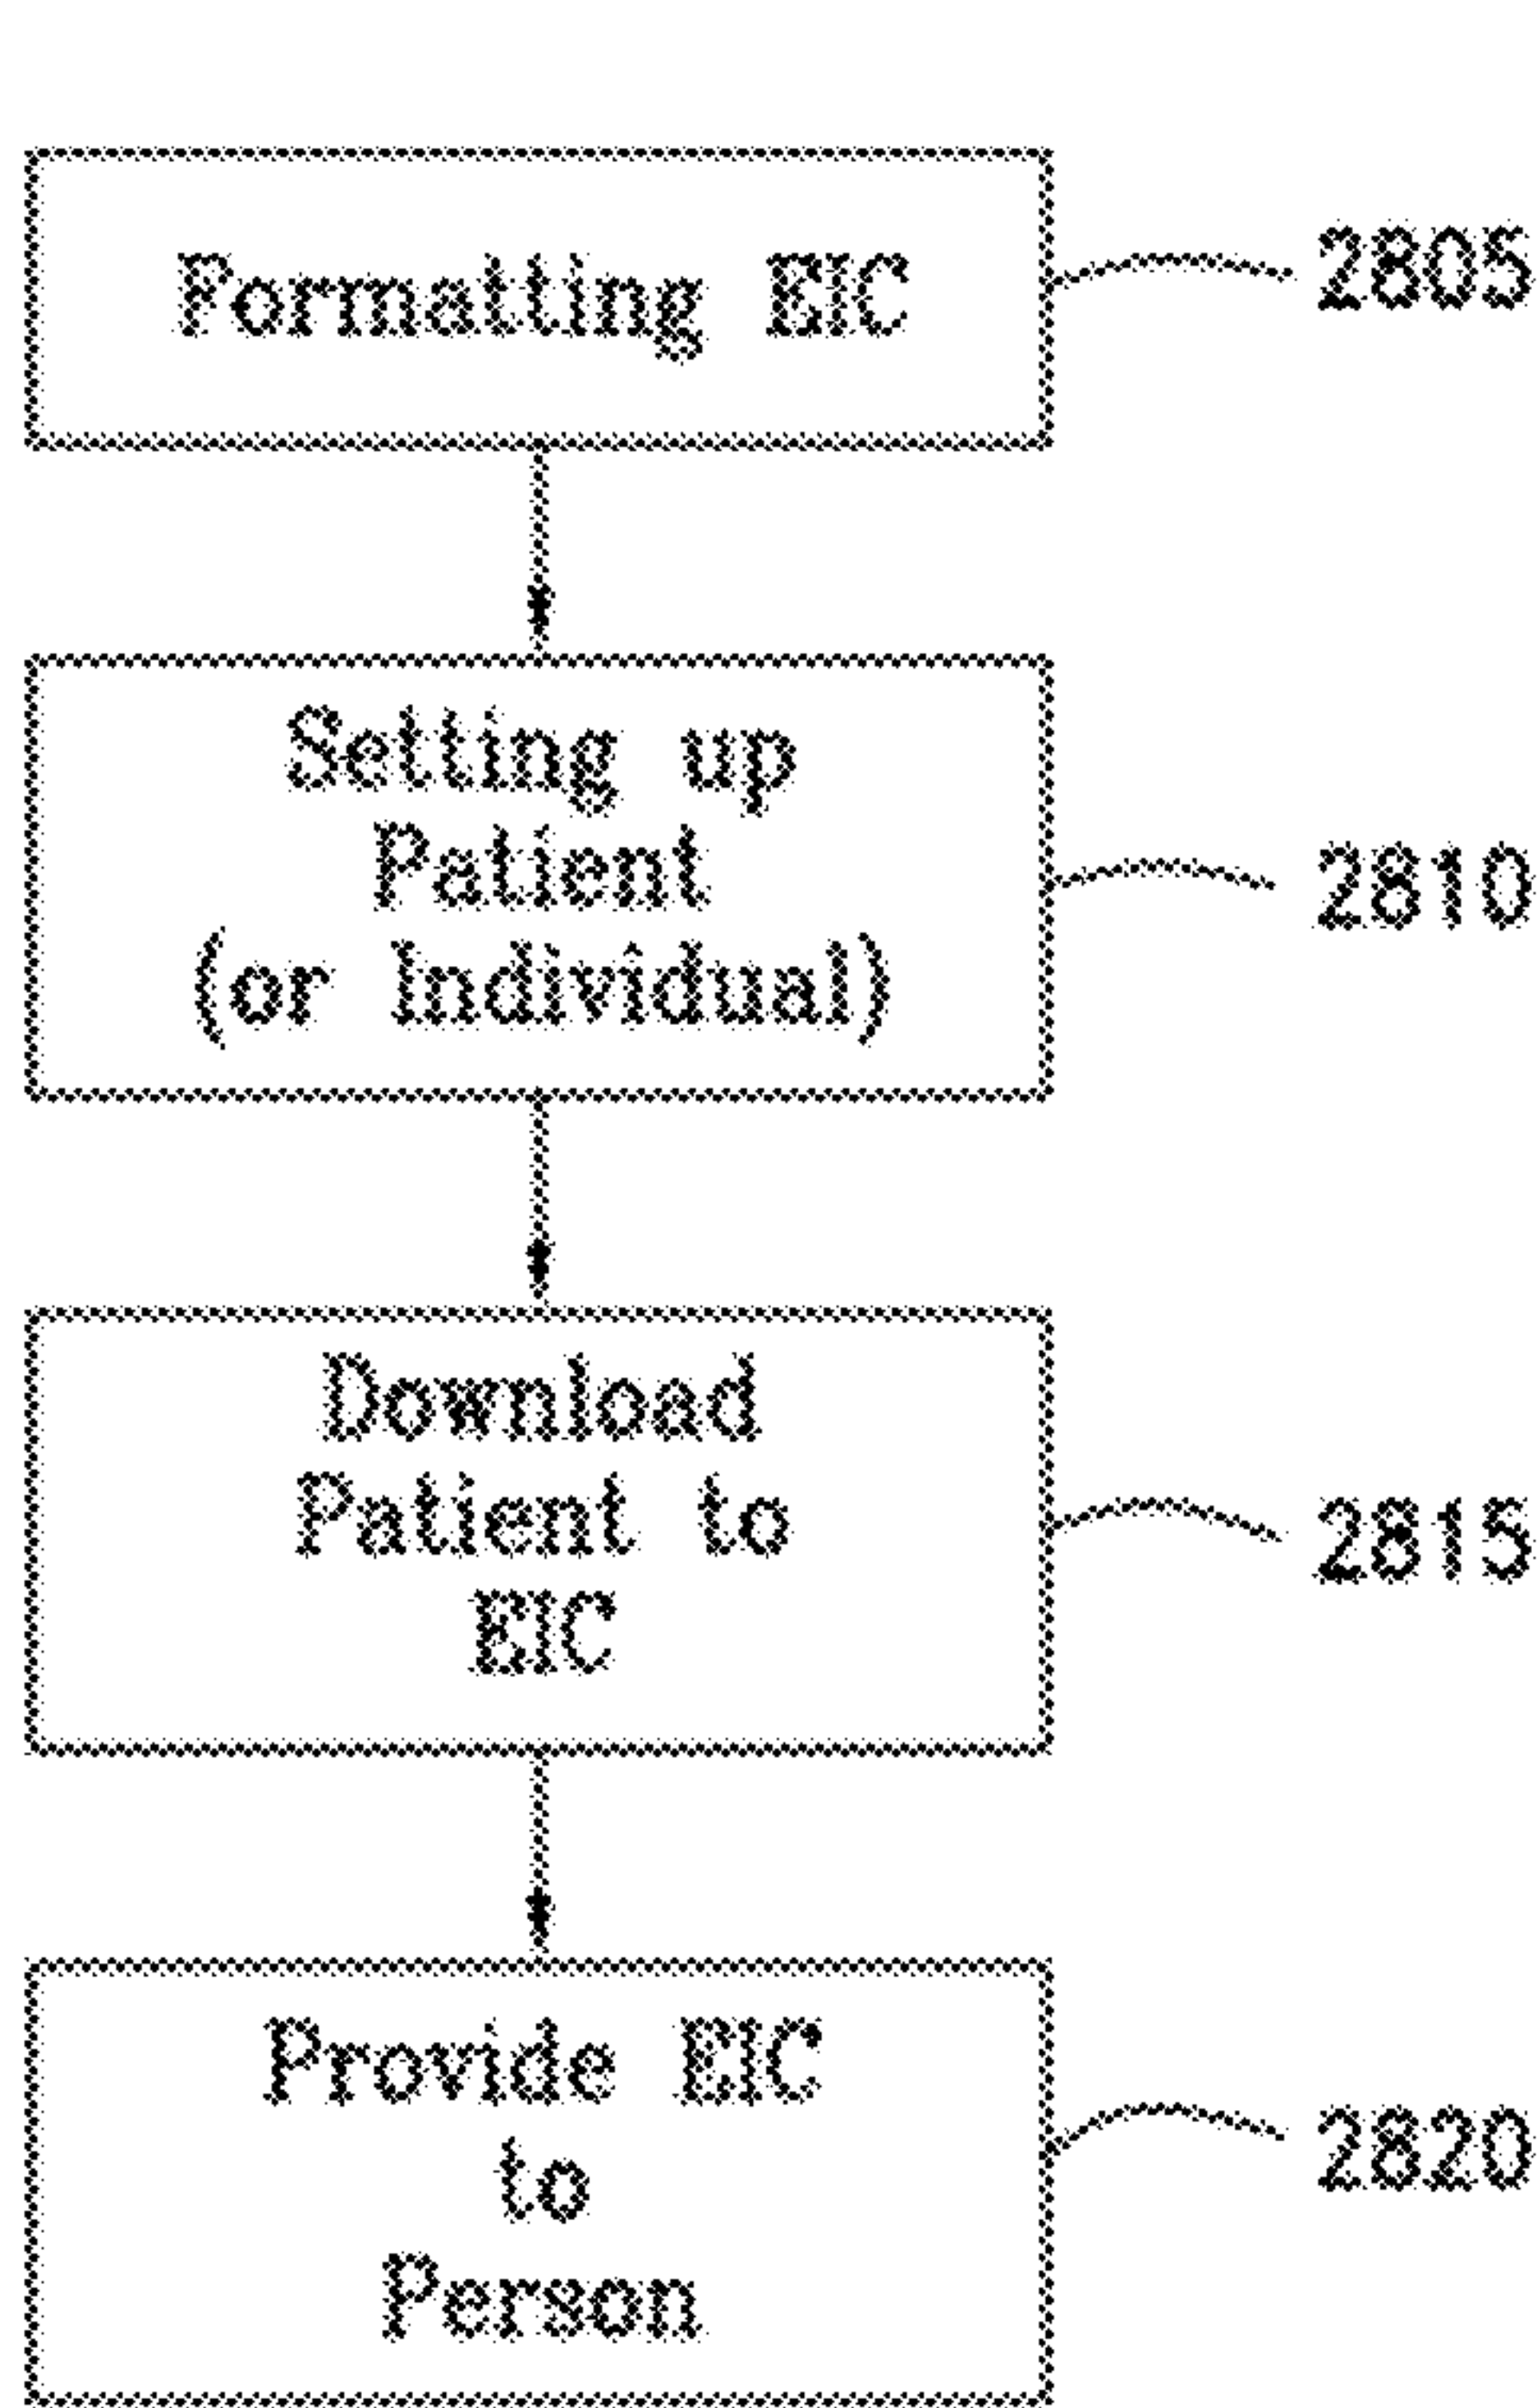 Formatting EIC
2805
Setting up
Patient
(or Individual)
2810
Download
Patient to
EIC
2815
Provide EIC
to
Person
2820